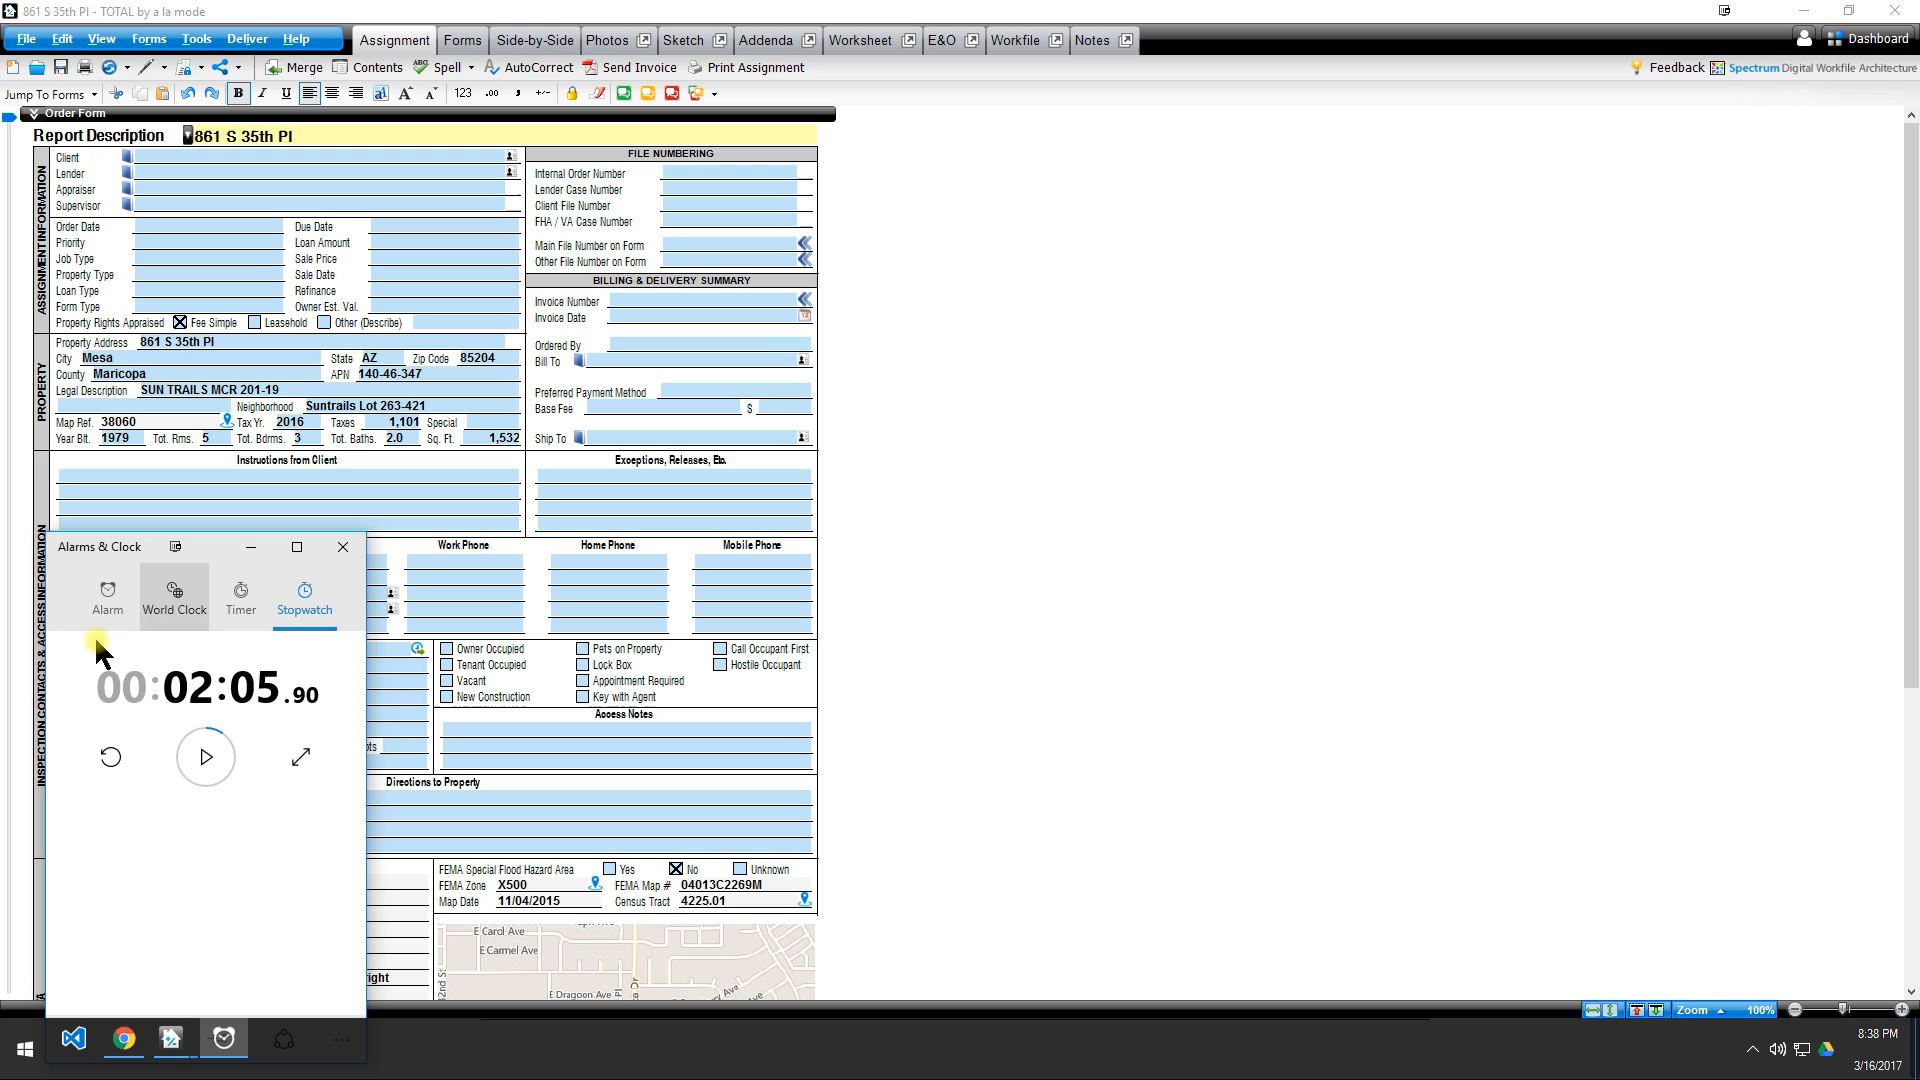 861 S 35th Pl - TOTAL by a la mode
File Edit View Forms Tools Deliver Help
Assignment Forms Side-by-Side Photos Sketch Addenda Worksheet E&O Workfile Notes
Dashboard
Merge Contents Spell AutoCorrect Send Invoice Print Assignment
Feedback Spectrum Digital Workfile Architecture
Jump To Forms B I U A A 123 .00 , +/-
Order Form
Report Description 861 S 35th Pl
ASSIGNMENT INFORMATION
Client
Lender
Appraiser
Supervisor
Order Date Due Date
Priority Loan Amount
Job Type Sale Price
Property Type Sale Date
Loan Type Refinance
Form Type Owner Est. Val.
Property Rights Appraised Fee Simple Leasehold Other (Describe)
FILE NUMBERING
Internal Order Number
Lender Case Number
Client File Number
FHA / VA Case Number
Main File Number on Form
Other File Number on Form
BILLING & DELIVERY SUMMARY
Invoice Number
Invoice Date
Ordered By
Bill To
Preferred Payment Method
Base Fee $
Ship To
PROPERTY
Property Address 861 S 35th Pl
City Mesa State AZ Zip Code 85204
County Maricopa APN 140-46-347
Legal Description SUN TRAILS MCR 201-19
Neighborhood Suntrails Lot 263-421
Map Ref. 38060 Tax Yr. 2016 Taxes 1,101 Special
Year Blt. 1979 Tot. Rms. 5 Tot. Bdrms. 3 Tot. Baths. 2.0 Sq. Ft. 1,532
INSPECTION CONTACTS & ACCESS INFORMATION
Instructions from Client Exceptions, Releases, Etc.
Work Phone Home Phone Mobile Phone
Owner Occupied Pets on Property Call Occupant First
Tenant Occupied Lock Box Hostile Occupant
Vacant Appointment Required
New Construction Key with Agent
Access Notes
Directions to Property
FEMA Special Flood Hazard Area Yes No Unknown
FEMA Zone X500 FEMA Map # 04013C2269M
Map Date 11/04/2015 Census Tract 4225.01
E Carol Ave
E Carmel Ave
E Dragoon Ave
Alarms & Clock
Alarm World Clock Timer Stopwatch
00:02:05.90
Zoom 100%
8:38 PM
3/16/2017